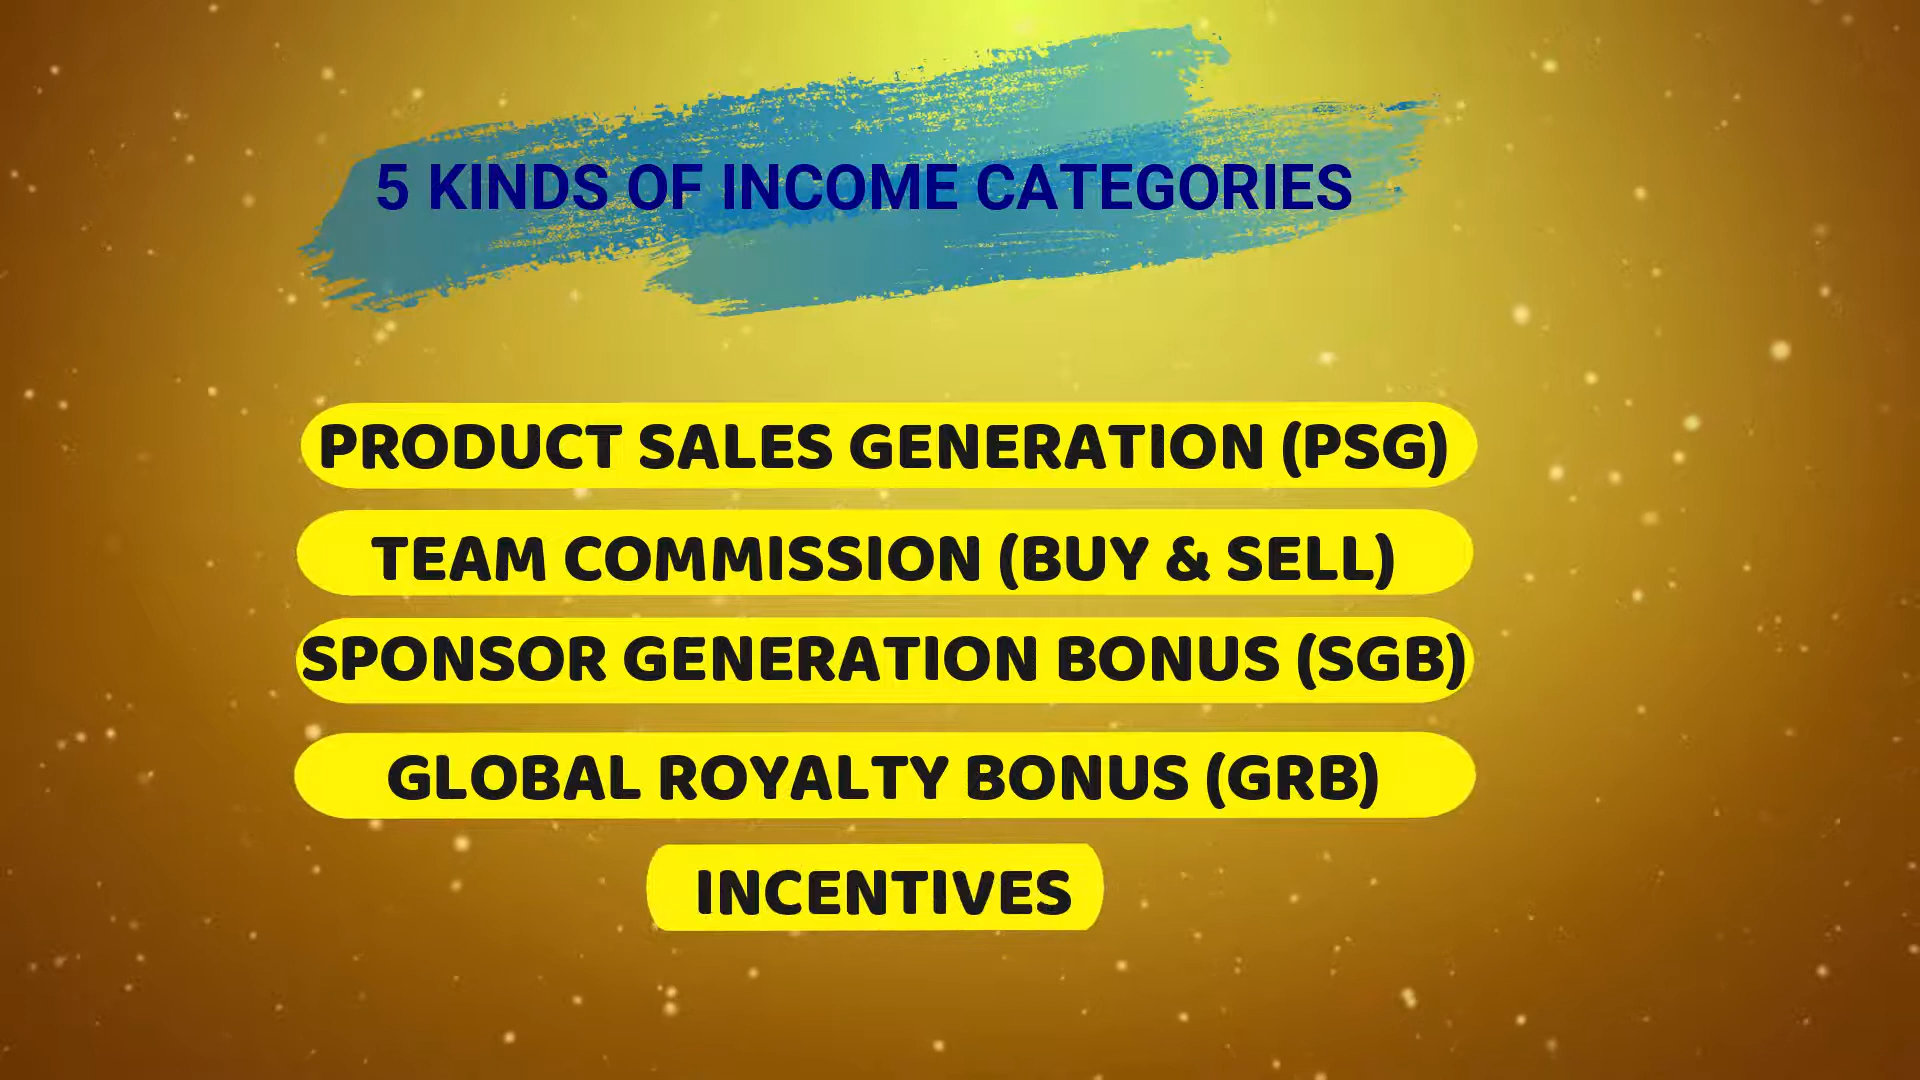 5 KINDS OF INCOME CATEGORIES
PRODUCT SALES GENERATION (PSG)
TEAM COMMISSION (BUY & SELL)
SPONSOR GENERATION BONUS (SGB)
GLOBAL ROYALTY BONUS (GRB)
INCENTIVES